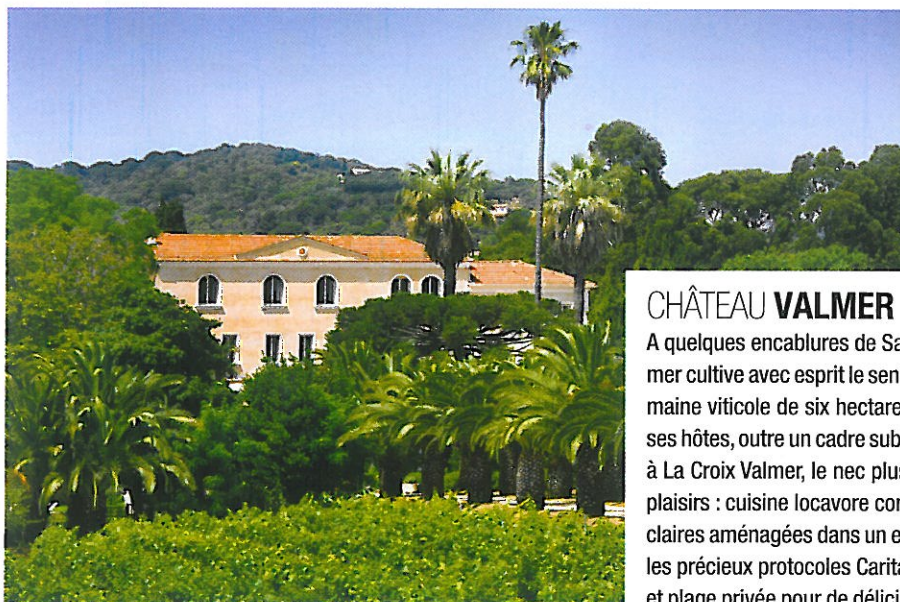 CHÂTEAU VALMER
A quelques encablures de
mer cultive avec esprit le
maine viticole de six
ses hôtes, outre un cadre
à La Croix Valmer, le nec
plaisirs : cuisine locavore
claires aménagées dans un
les précieux protocoles
et plage privée pour de